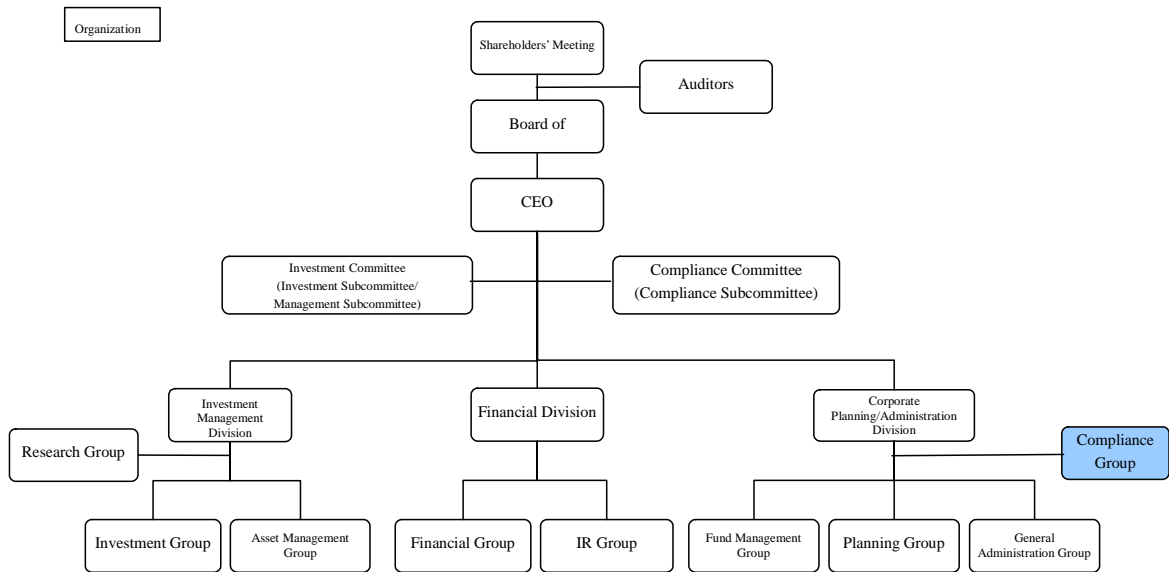 Organization
Shareholders' Meeting
Auditors
Board of
CEO
Investment Committee
(Investment Subcommittee/
Management Subcommittee)
Compliance Committee
(Compliance Subcommittee)
Investment
Management
Division
Financial Division
Corporate
Planning/Administration
Division
Research Group
Compliance
Group
Investment Group
Asset Management
Group
Financial Group
IR Group
Fund Management
Group
Planning Group
General
Administration Group